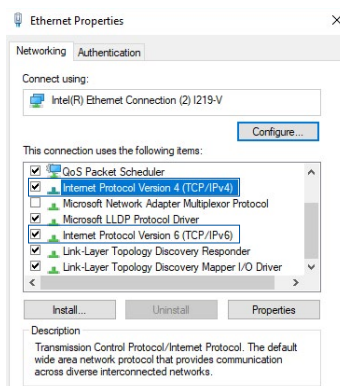 Ethernet Properties
Networking Authentication
Connect using:
Intel(R) Ethernet Connection (2) I219-V
Configure...
This connection uses the following items:
QoS Packet Scheduler
Internet Protocol Version 4 (TCP/IPv4)
Microsoft Network Adapter Multiplexor Protocol
Microsoft LLDP Protocol Driver
Internet Protocol Version 6 (TCP/IPv6)
Link-Layer Topology Discovery Responder
Link-Layer Topology Discovery Mapper I/O Driver
Install... Uninstall Properties
Description
Transmission Control Protocol/Internet Protocol. The default
wide area network protocol that provides communication
across diverse interconnected networks.